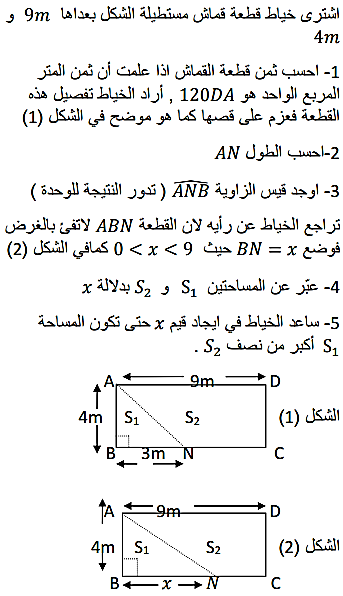 اشترى خياط قطعة قماش مستطيلة الشكل بعداها 9m و
4m
1- احسب ثمن قطعة القماش اذا علمت أن ثمن المتر
المربع الواحد هو 120DA , أراد الخياط تفصيل هذه
القطعة فعزم على قصها كما هو موضح في الشكل (1)
2-احسب الطول AN
3- اوجد قيس الزاوية ANB ( تدور النتيجة للوحدة )
تراجع الخياط عن رأيه لان القطعة ABN لاتفئ بالغرض
فوضع BN = x حيث 0 < x < 9 كمافي الشكل (2)
4- عبّر عن المساحتين S₁ و S₂ بدلالة x
5- ساعد الخياط في ايجاد قيم x حتى تكون المساحة
S₁ أكبر من نصف S₂ .
A 9m D
4m S₁ S₂ الشكل (1)
B 3m N C
A 9m D
4m S₁ S₂ الشكل (2)
B x N C